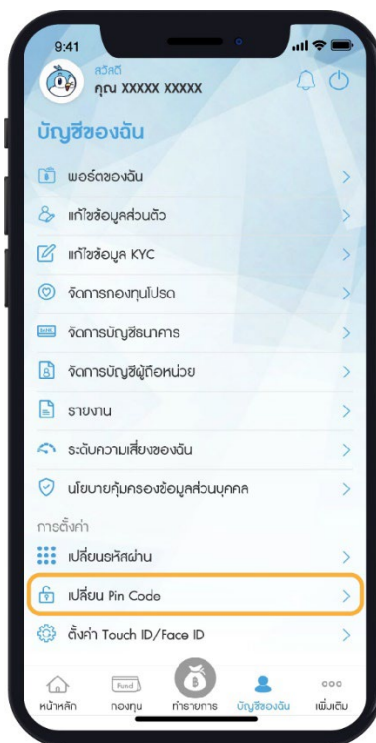 9:41
สวัสดี
คุณ XXXXX XXXXX
บัญชีของฉัน
พอร์ตของฉัน
แก้ไขข้อมูลส่วนตัว
แก้ไขข้อมูล KYC
จัดการกองทุนโปรด
จัดการบัญชีธนาคาร
จัดการบัญชีผู้ถือหน่วย
รายงาน
ระดับความเสี่ยงของฉัน
นโยบายคุ้มครองข้อมูลส่วนบุคคล
การตั้งค่า
เปลี่ยนรหัสผ่าน
เปลี่ยน Pin Code
ตั้งค่า Touch ID/Face ID
Fund
฿
หน้าหลัก กองทุน ทำรายการ บัญชีของฉัน เพิ่มเติม